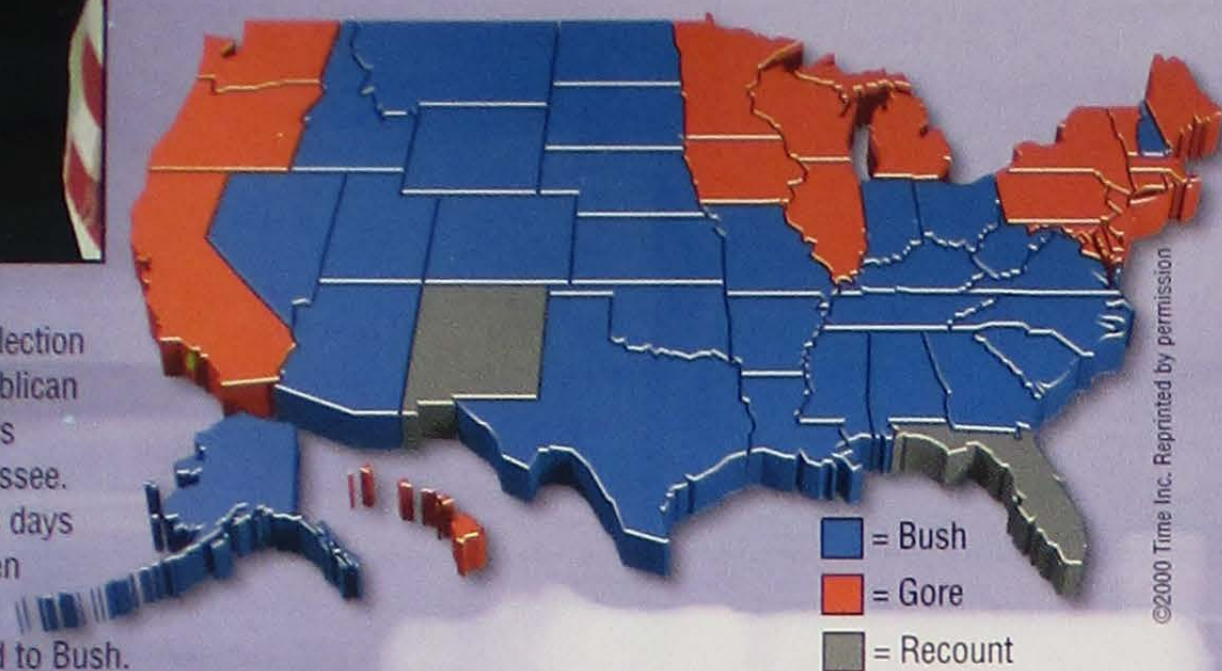 lection
blican
s
ssee.
days
en
d to Bush.
= Bush
= Gore
= Recount
©2000 Time Inc. Reprinted by permission